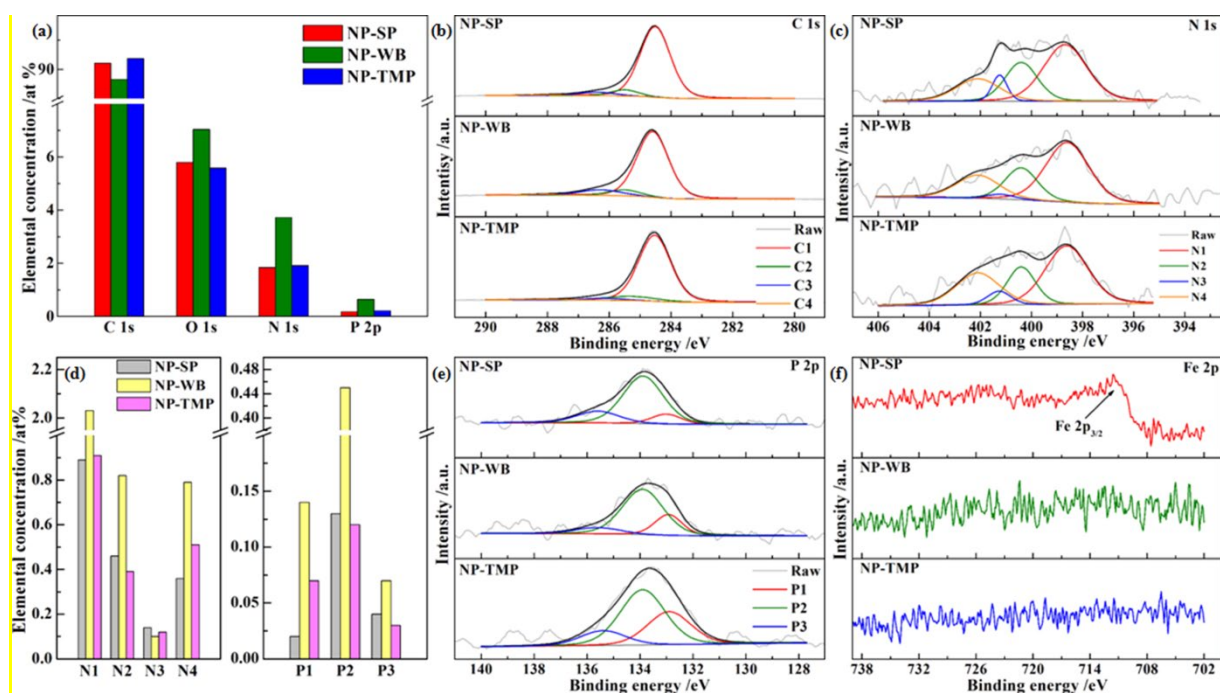 (a)
NP-SP
NP-WB
NP-TMP
Elemental concentration /at %
90
6
4
2
0
C 1s O 1s N 1s P 2p
(b)
NP-SP
C 1s
NP-WB
NP-TMP
Raw
C1
C2
C3
C4
Intentisy /a.u.
290 288 286 284 282 280
Binding energy /eV
(c)
NP-SP
N 1s
NP-WB
NP-TMP
Raw
N1
N2
N3
N4
Intensity /a.u.
406 404 402 400 398 396 394
Binding energy /eV
(d)
NP-SP
NP-WB
NP-TMP
Elemental concentration /at%
2.2
2.0
0.8
0.6
0.4
0.2
0.0
N1 N2 N3 N4
0.48
0.44
0.40
0.15
0.10
0.05
0.00
P1 P2 P3
(e)
NP-SP
P 2p
NP-WB
NP-TMP
Raw
P1
P2
P3
Intensity /a.u.
140 138 136 134 132 130 128
Binding energy /eV
(f)
NP-SP
Fe 2p
Fe 2p3/2
NP-WB
NP-TMP
Intensity /a.u.
738 732 726 720 714 708 702
Binding energy /eV